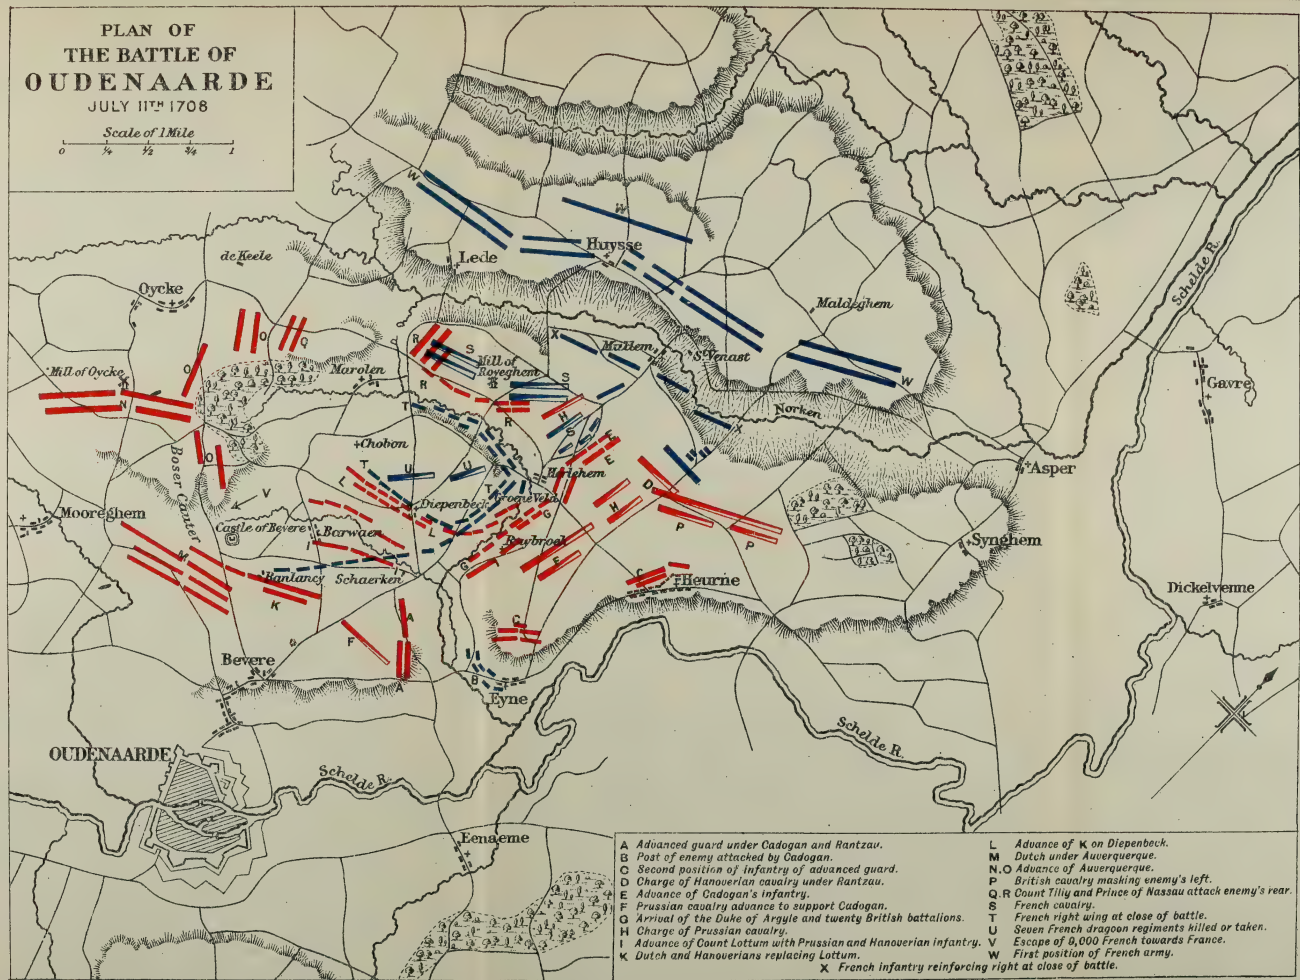 PLAN OF
THE BATTLE OF
OUDENAARDE
JULY 11TH 1708
Scale of 1 Mile
0 ¼ ½ ¾ 1
de Keele
Oycke
Lede
Huysse
Maldeghem
Schelde R.
Gavre
Mill of Oycke
Marolen
Mill of
Royeghem
Mullem
St Venast
Norken
Asper
Chobon
Boser Cauter
Mooreghem
Castle of Bevere
Barwaen
Diepenbeck
Groene Veld
Herlehem
Ruybroek
Banlancy
Schaerken
Heurne
Synghem
Dickelvenne
Bevere
Eyne
OUDENAARDE
Schelde R.
Schelde R.
Eename
A Advanced guard under Cadogan and Rantzau.
B Post of enemy attacked by Cadogan.
C Second position of infantry of advanced guard.
D Charge of Hanoverian cavalry under Rantzau.
E Advance of Cadogan's infantry.
F Prussian cavalry advance to support Cadogan.
G Arrival of the Duke of Argyle and twenty British battalions.
H Charge of Prussian cavalry.
I Advance of Count Lottum with Prussian and Hanoverian infantry.
K Dutch and Hanoverians replacing Lottum.
L Advance of K on Diepenbeck.
M Dutch under Auverquerque.
N.O Advance of Auverquerque.
P British cavalry masking enemy's left.
Q.R Count Tilly and Prince of Nassau attack enemy's rear.
S French cavalry.
T French right wing at close of battle.
U Seven French dragoon regiments killed or taken.
V Escape of 9,000 French towards France.
W First position of French army.
X French infantry reinforcing right at close of battle.